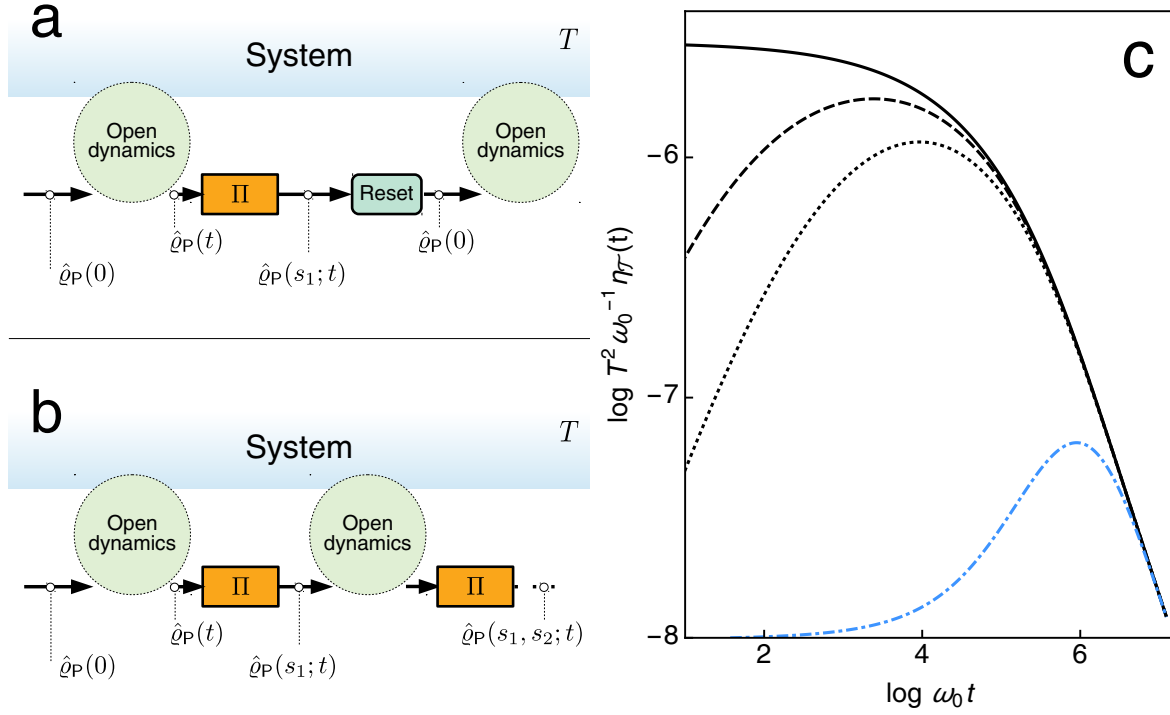 a
System
T
Open
dynamics
Open
dynamics
Π
Reset
ϱ̂P(t)
ϱ̂P(0)
ϱ̂P(0)
ϱ̂P(s₁; t)
b
System
T
Open
dynamics
Open
dynamics
Π
Π
ϱ̂P(t)
ϱ̂P(s₁, s₂; t)
ϱ̂P(0)
ϱ̂P(s₁; t)
c
log T² ω₀⁻¹ η𝒯(t)
−6
−7
−8
2
4
6
log ω₀ t